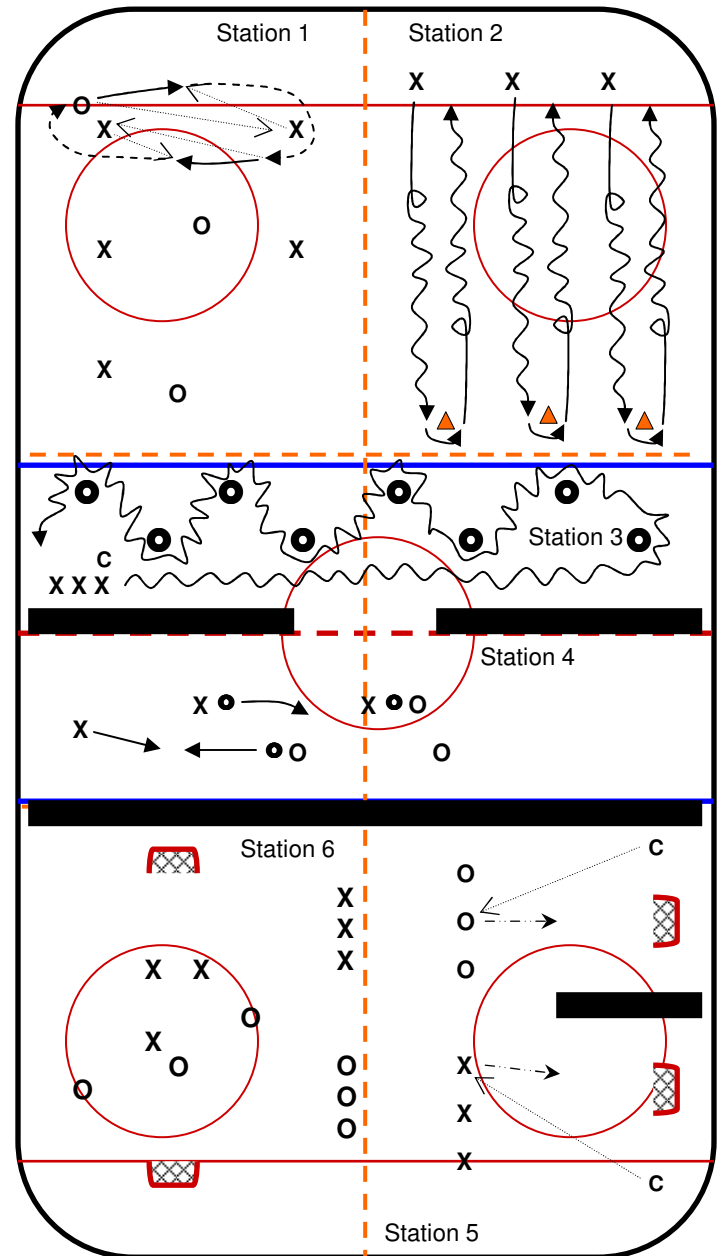 Station 1 Station 2
X X X
O
X X
O
X X
X
O
Station 3
C
X X X
Station 4
X X O
X
O O
Station 6 C
O
X
O
X
X
X X O
O
X
O O X
O O
X
O
X
C
Station 5